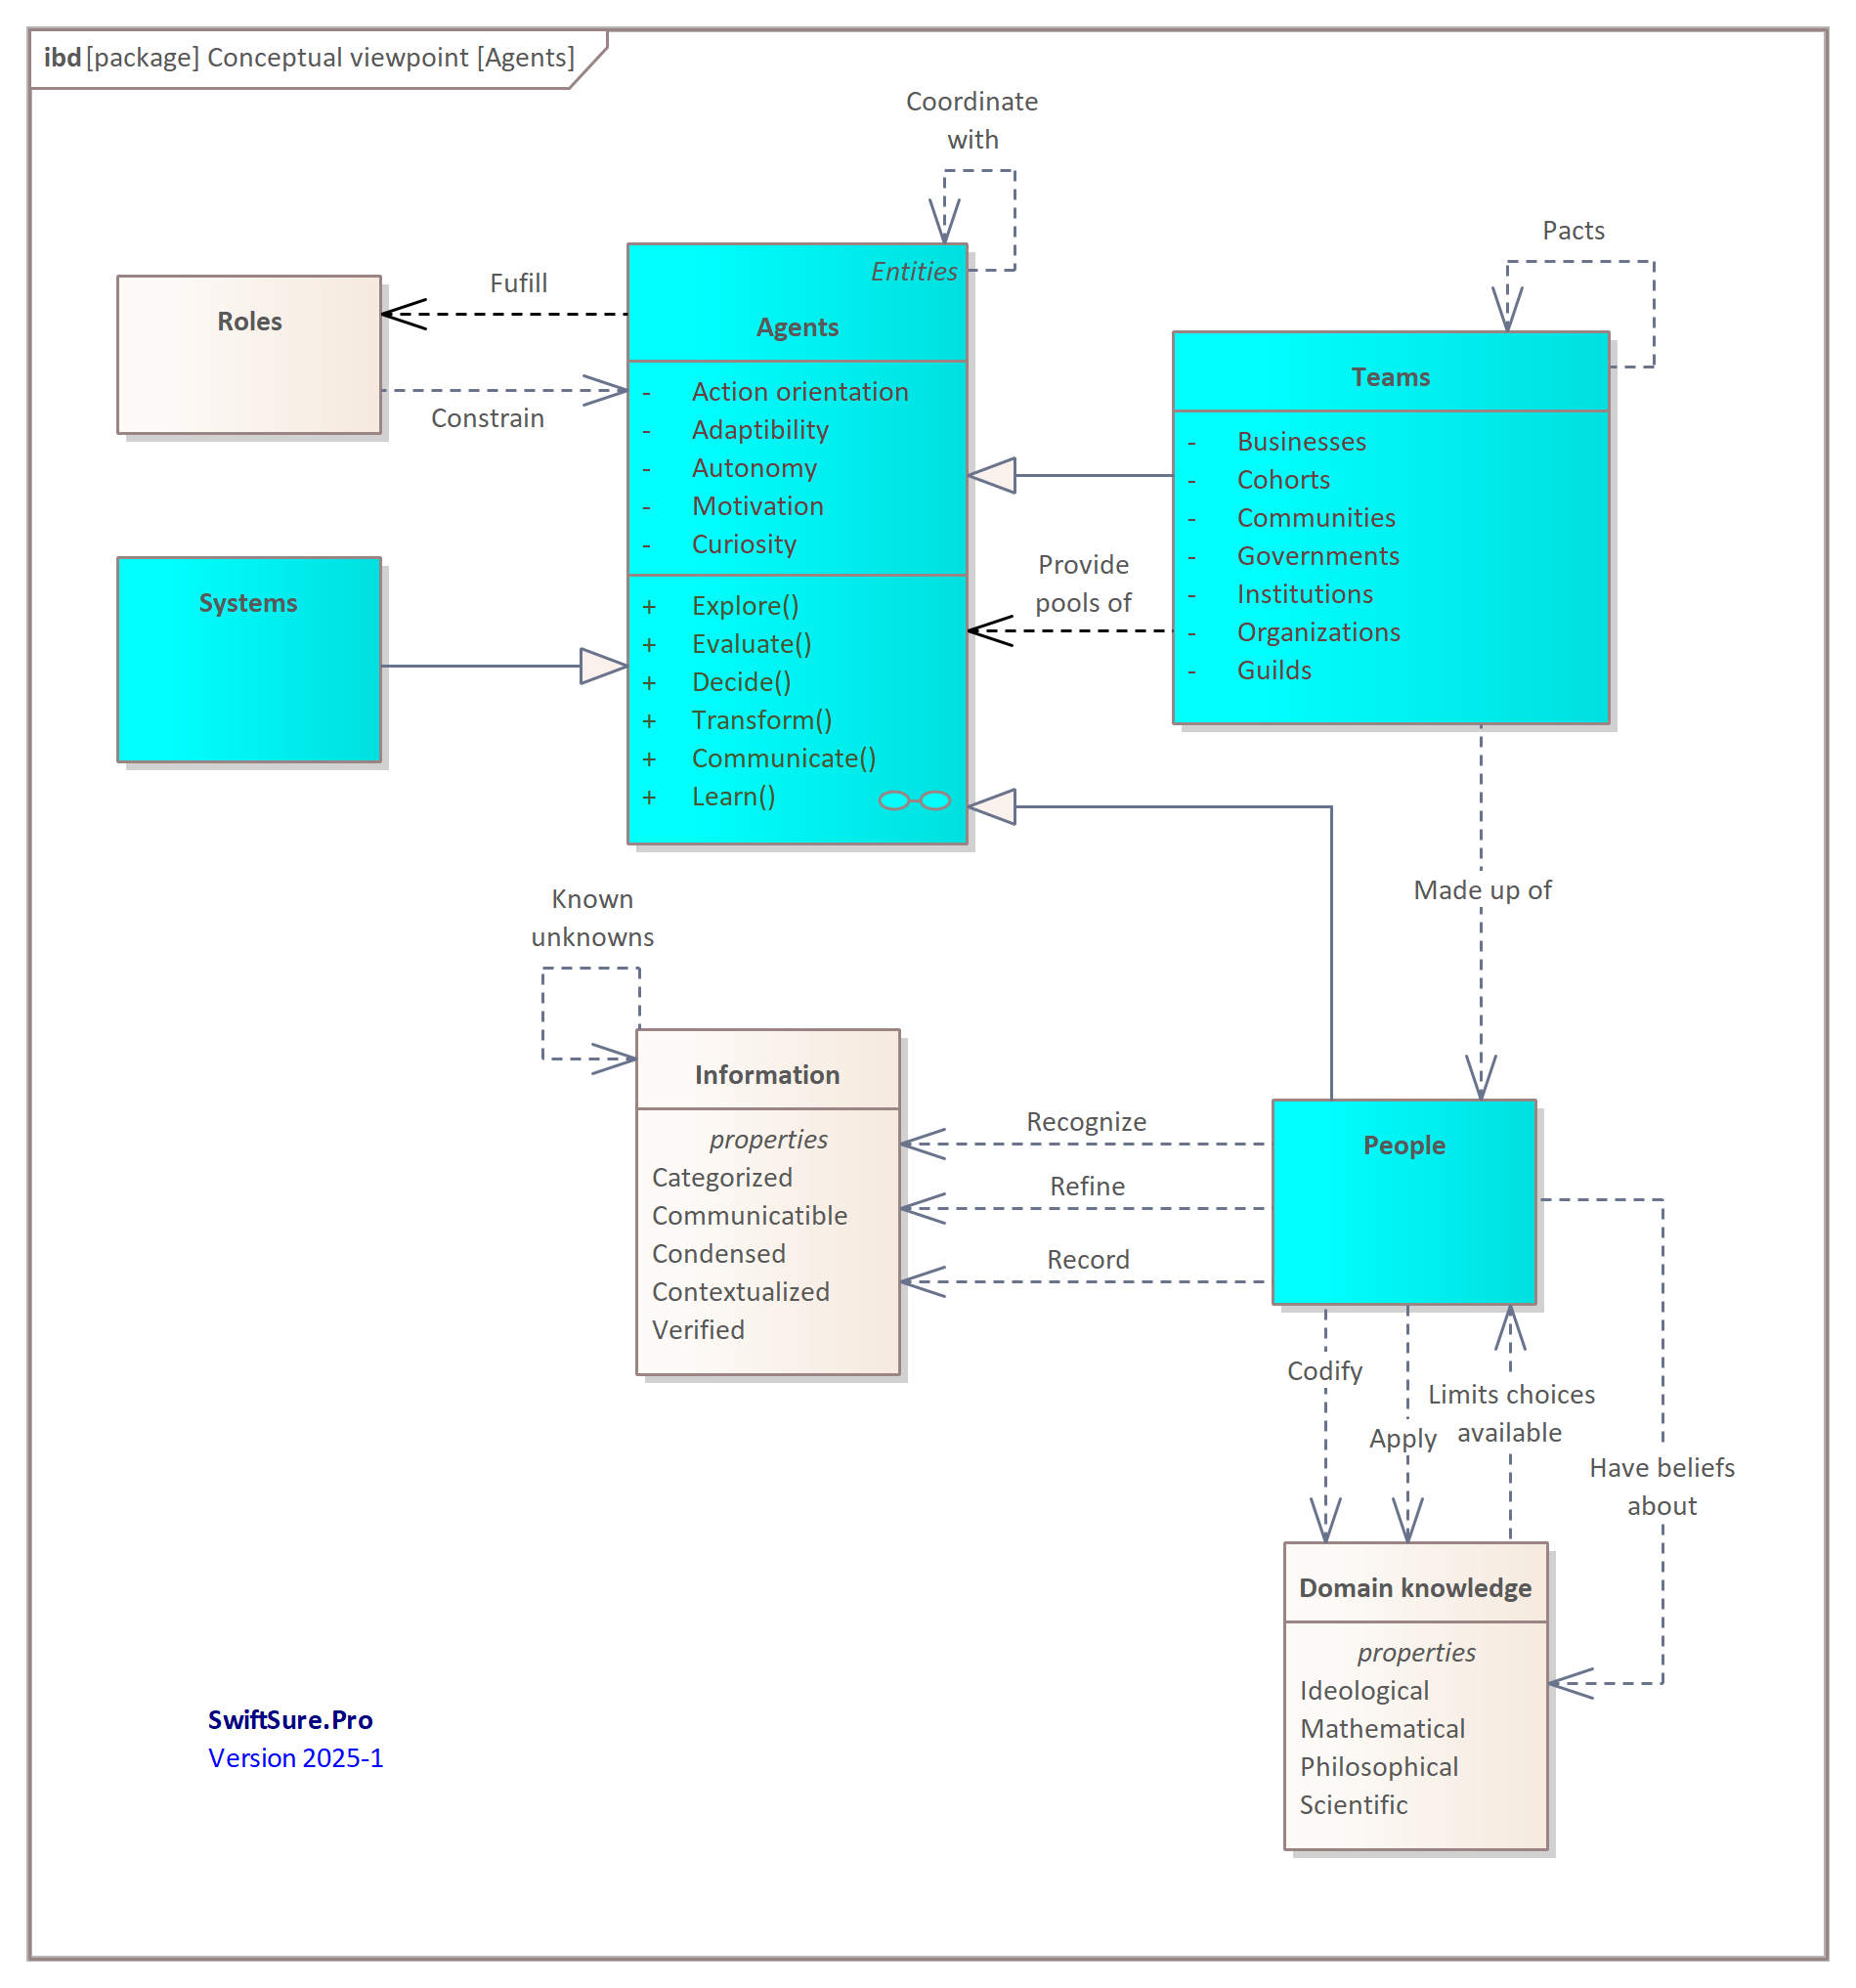 ibd [package] Conceptual viewpoint [Agents]
Coordinate
with
Pacts
Fufill
Constrain
Roles
Systems
Entities
Agents
- Action orientation
- Adaptibility
- Autonomy
- Motivation
- Curiosity
+ Explore()
+ Evaluate()
+ Decide()
+ Transform()
+ Communicate()
+ Learn()
Provide
pools of
Teams
- Businesses
- Cohorts
- Communities
- Governments
- Institutions
- Organizations
- Guilds
Made up of
Known
unknowns
Information
properties
Categorized
Communicatible
Condensed
Contextualized
Verified
Recognize
Refine
Record
People
Codify
Apply
Limits choices
available
Have beliefs
about
Domain knowledge
properties
Ideological
Mathematical
Philosophical
Scientific
SwiftSure.Pro
Version 2025-1